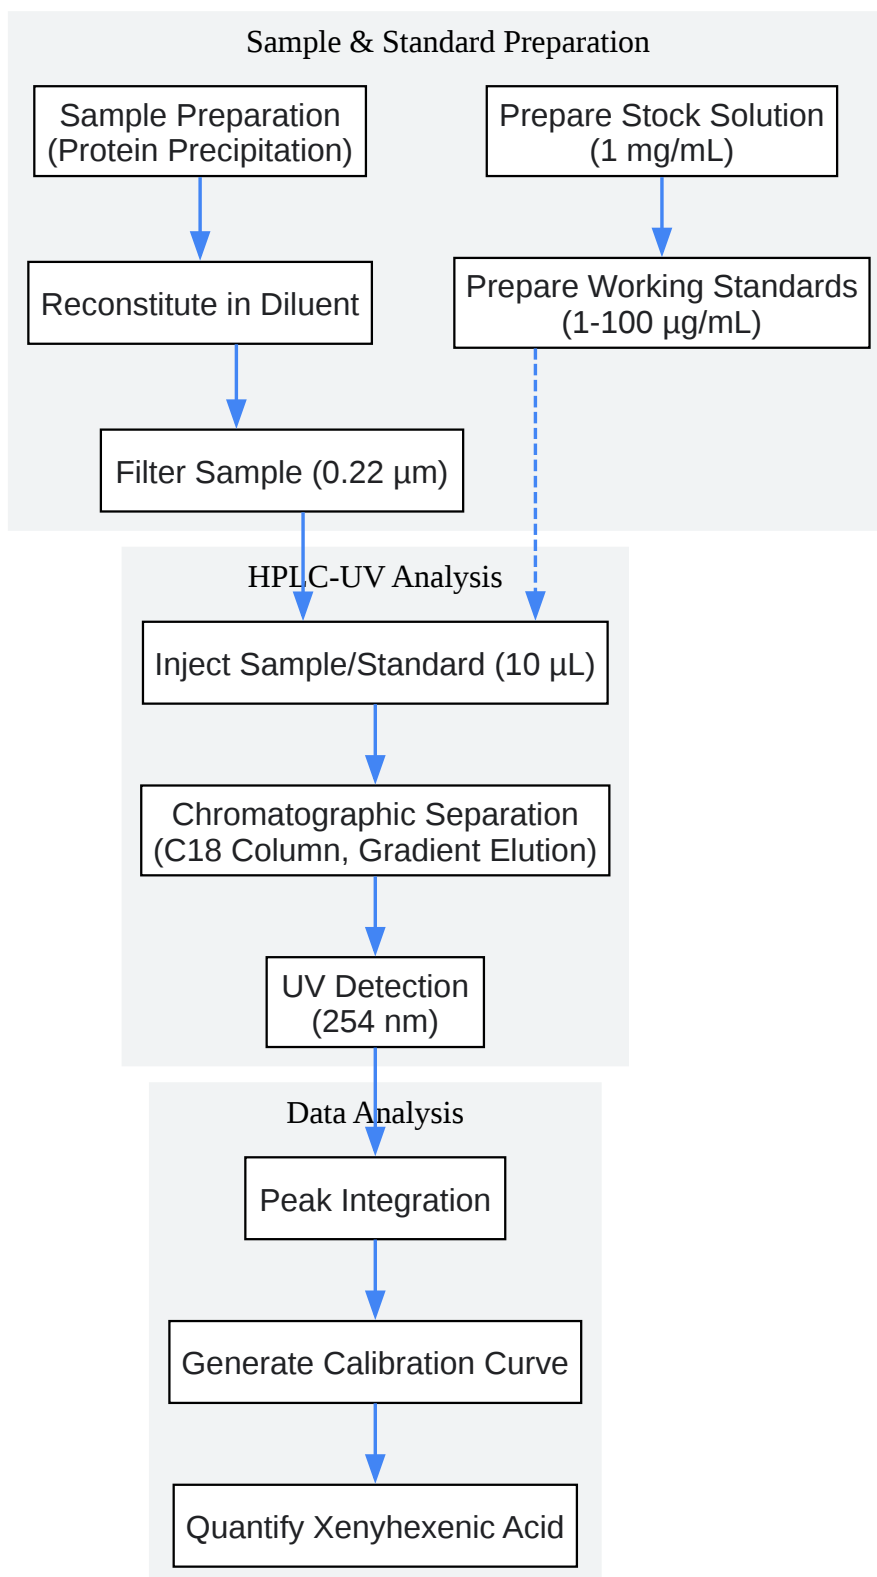 Sample & Standard Preparation
Sample Preparation
(Protein Precipitation)
Prepare Stock Solution
(1 mg/mL)
Reconstitute in Diluent
Prepare Working Standards
(1-100 µg/mL)
Filter Sample (0.22 µm)
HPLC-UV Analysis
Inject Sample/Standard (10 µL)
Chromatographic Separation
(C18 Column, Gradient Elution)
UV Detection
(254 nm)
Data Analysis
Peak Integration
Generate Calibration Curve
Quantify Xenyhexenic Acid